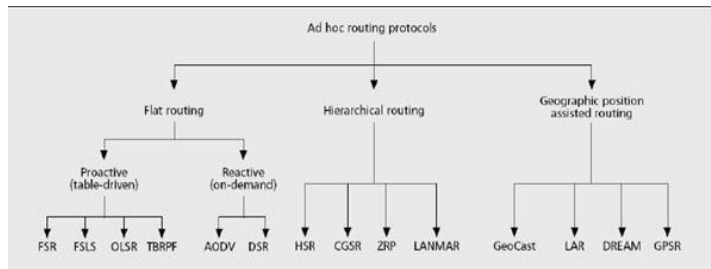 Ad hoc routing protocols
Flat routing
Hierarchical routing
Geographic position
assisted routing
Proactive
(table-driven)
Reactive
(on-demand)
FSR FSLS OLSR TBRPF AODV DSR HSR CGSR ZRP LANMAR GeoCast LAR DREAM GPSR